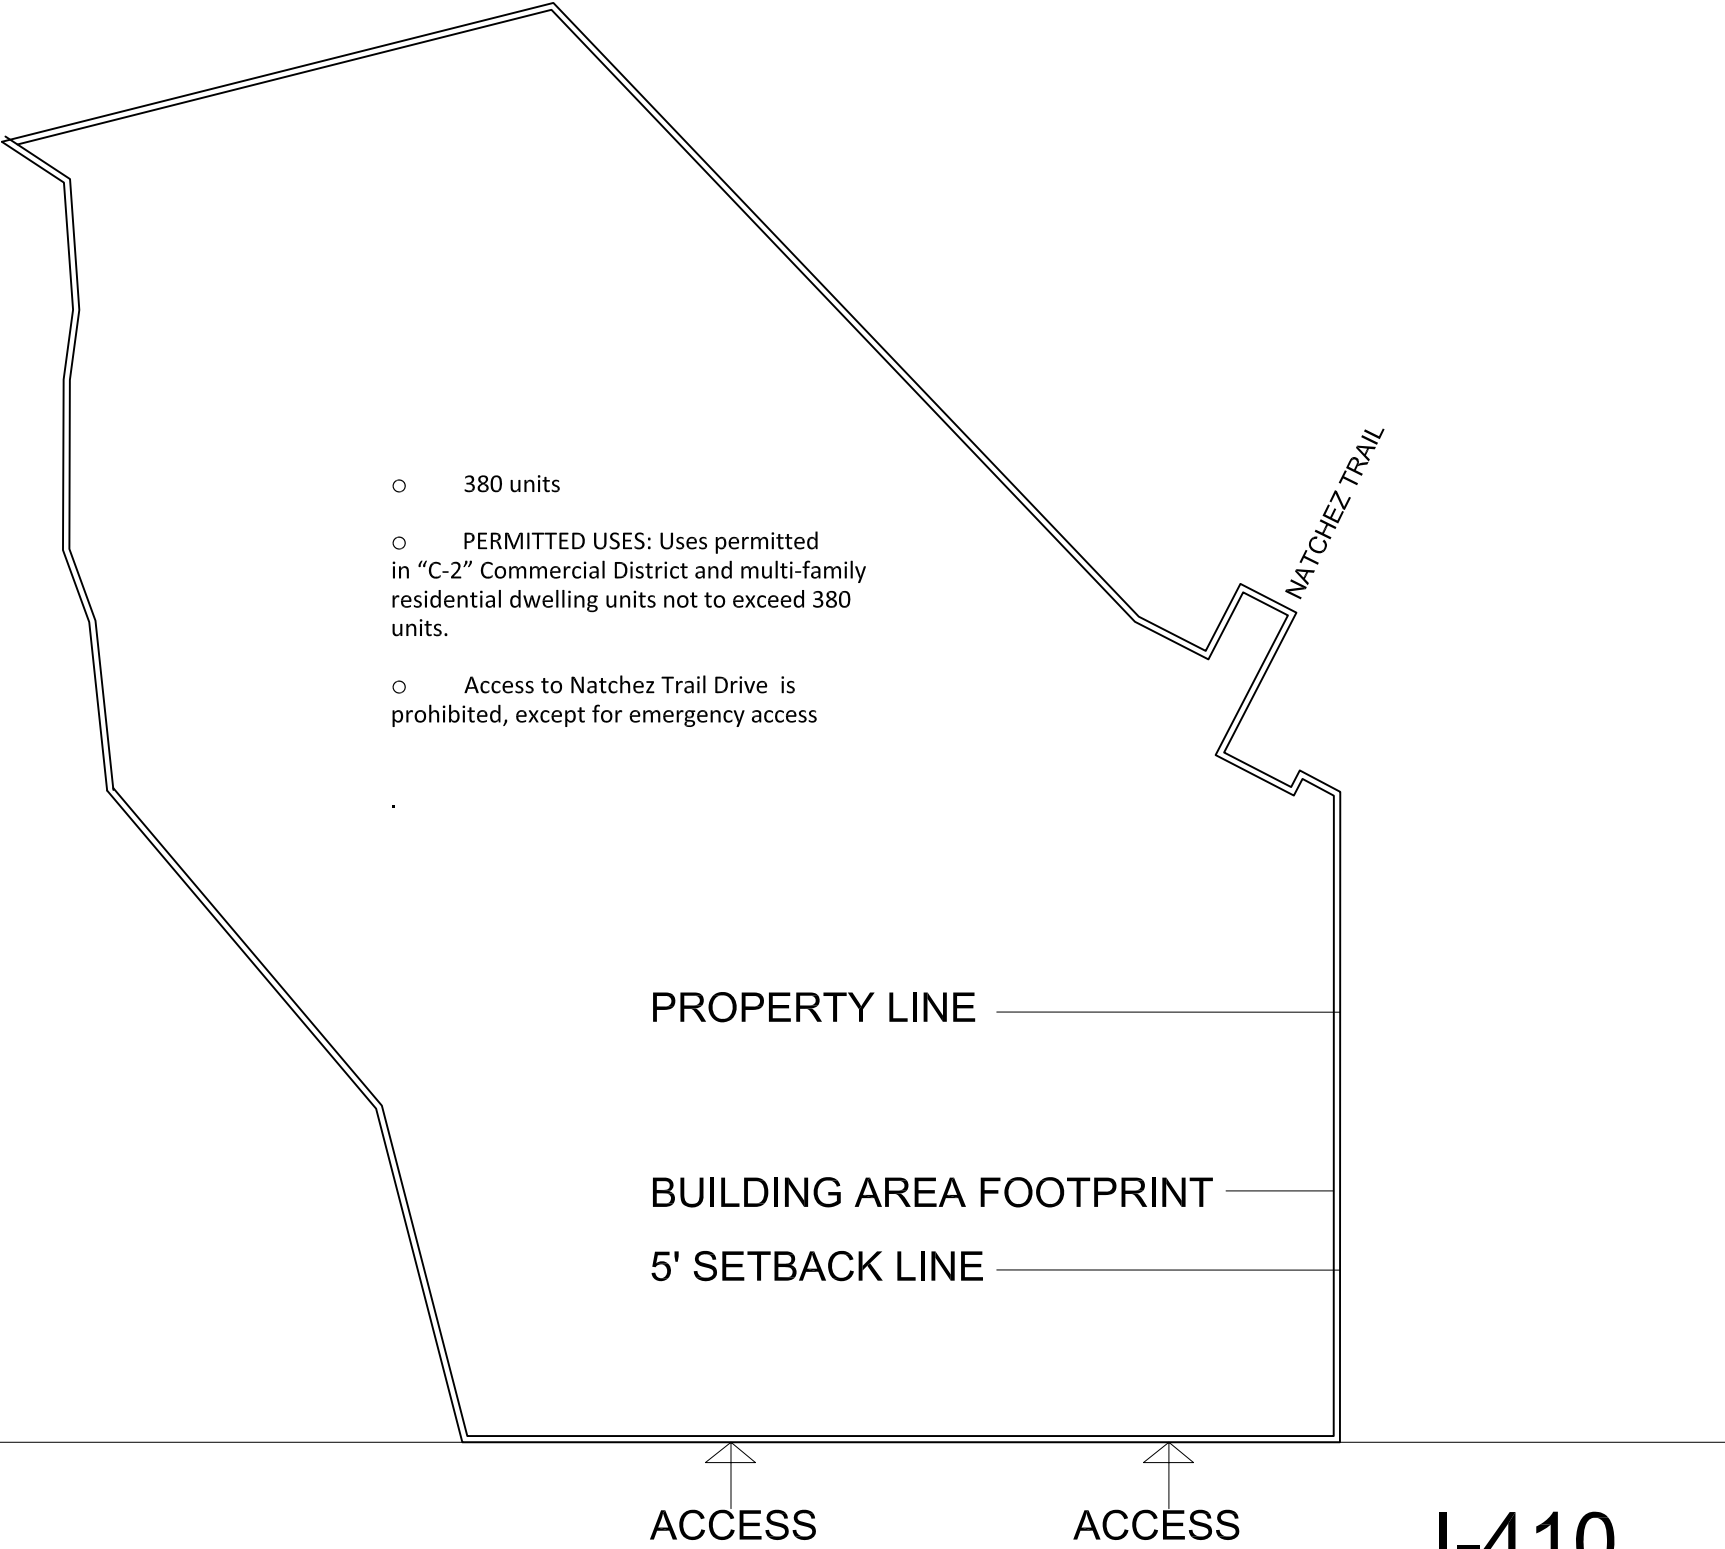 ○ 380 units
○ PERMITTED USES: Uses permitted
in “C-2” Commercial District and multi-family
residential dwelling units not to exceed 380
units.
○ Access to Natchez Trail Drive is
prohibited, except for emergency access
.
NATCHEZ TRAIL
PROPERTY LINE
BUILDING AREA FOOTPRINT
5' SETBACK LINE
ACCESS
ACCESS
I-410